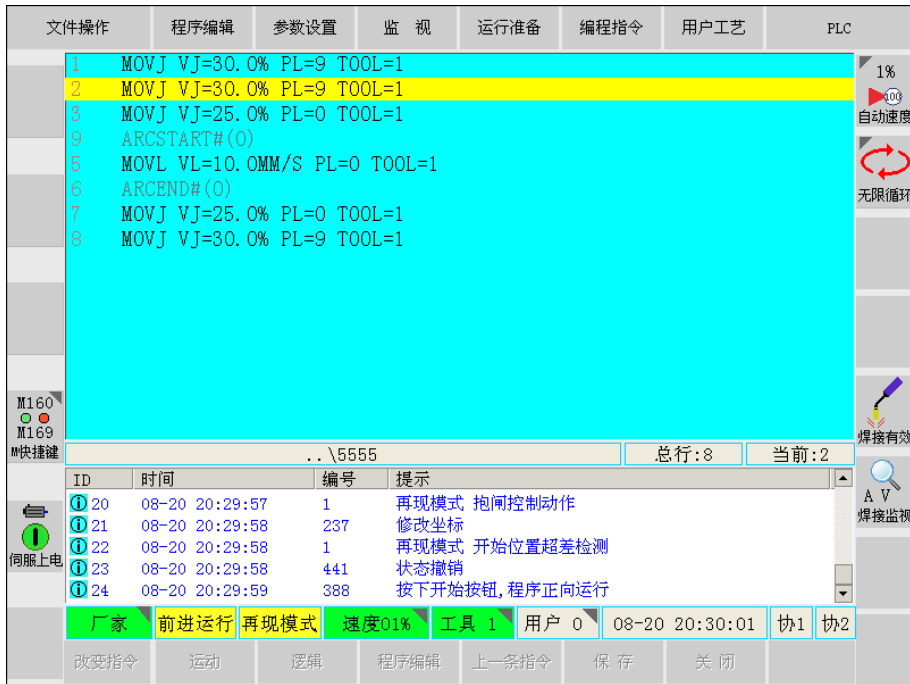 文件操作 程序编辑 参数设置 监 视 运行准备 编程指令 用户工艺 PLC
1 MOVJ VJ=30.0% PL=9 TOOL=1
2 MOVJ VJ=30.0% PL=9 TOOL=1
3 MOVJ VJ=25.0% PL=0 TOOL=1
9 ARCSTART#(0)
5 MOVL VL=10.0MM/S PL=0 TOOL=1
6 ARCEND#(0)
7 MOVJ VJ=25.0% PL=0 TOOL=1
8 MOVJ VJ=30.0% PL=9 TOOL=1
1%
100
自动速度
无限循环
焊接有效
A V
焊接监视
M160
M169
M快捷键
伺服上电
..\5555 总行:8 当前:2
ID 时间 编号 提示
20 08-20 20:29:57 1 再现模式 抱闸控制动作
21 08-20 20:29:58 237 修改坐标
22 08-20 20:29:58 1 再现模式 开始位置超差检测
23 08-20 20:29:58 441 状态撤销
24 08-20 20:29:59 388 按下开始按钮,程序正向运行
厂家 前进运行 再现模式 速度01% 工具 1 用户 0 08-20 20:30:01 协1 协2
改变指令 运动 逻辑 程序编辑 上一条指令 保 存 关 闭